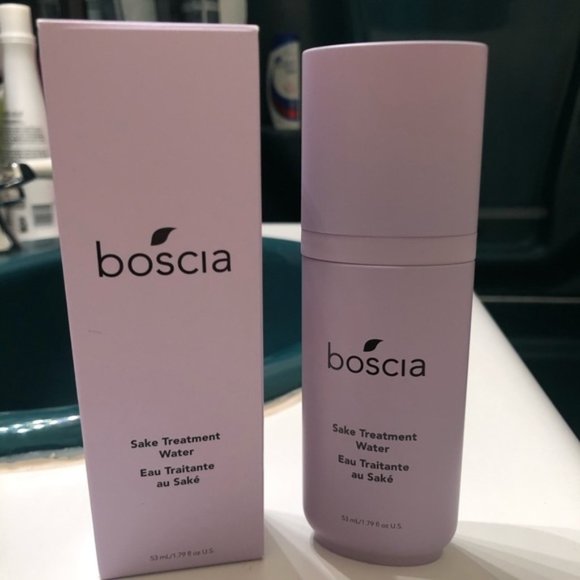 boscia
Sake Treatment
Water
Eau Traitante
au Saké
53 mL/1.79 fl oz U.S.
boscia
Sake Treatment
Water
Eau Traitante
au Saké
53 mL/1.79 fl oz U.S.